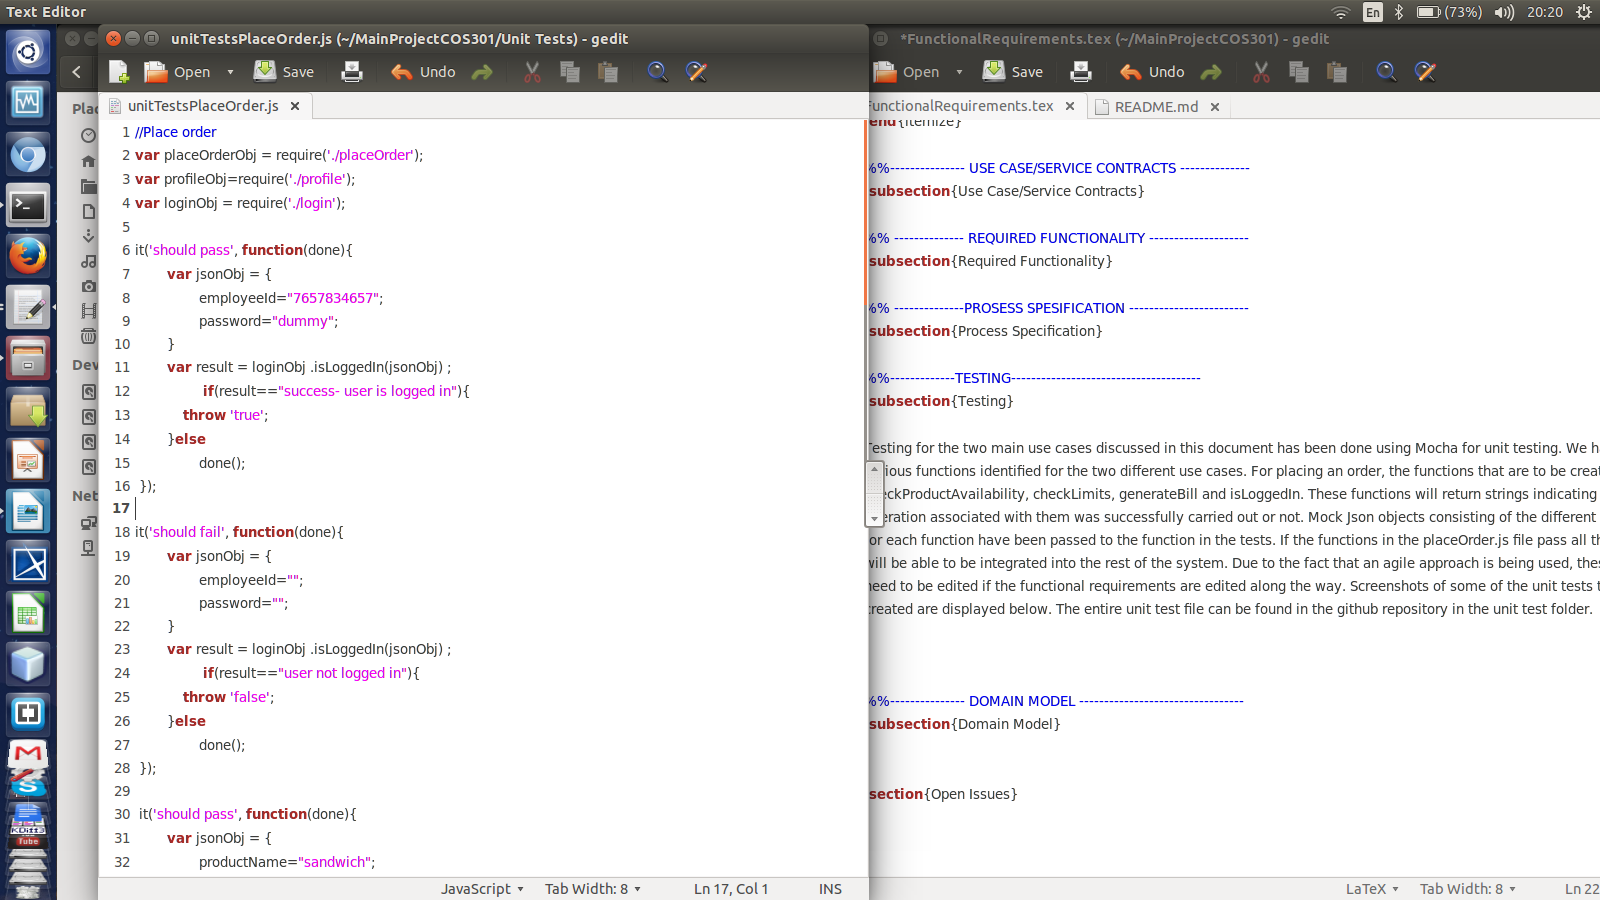 Text Editor
En
(73%)
20:20
unitTestsPlaceOrder.js (~/MainProjectCOS301/Unit Tests) - gedit
Open
Save
Undo
unitTestsPlaceOrder.js
1 //Place order
2 var placeOrderObj = require('./placeOrder');
3 var profileObj=require('./profile');
4 var loginObj = require('./login');
5
6 it('should pass', function(done){
7 var jsonObj = {
8 employeeId="7657834657";
9 password="dummy";
10 }
11 var result = loginObj .isLoggedIn(jsonObj) ;
12 if(result=="success- user is logged in"){
13 throw 'true';
14 }else
15 done();
16 });
17
18 it('should fail', function(done){
19 var jsonObj = {
20 employeeId="";
21 password="";
22 }
23 var result = loginObj .isLoggedIn(jsonObj) ;
24 if(result=="user not logged in"){
25 throw 'false';
26 }else
27 done();
28 });
29
30 it('should pass', function(done){
31 var jsonObj = {
32 productName="sandwich";
JavaScript
Tab Width: 8
Ln 17, Col 1
INS
Plac
Dev
Net
*FunctionalRequirements.tex (~/MainProjectCOS301) - gedit
Open
Save
Undo
FunctionalRequirements.tex
README.md
end{itemize}
%%--------------- USE CASE/SERVICE CONTRACTS --------------
subsection{Use Case/Service Contracts}
%% -------------- REQUIRED FUNCTIONALITY --------------------
subsection{Required Functionality}
%% --------------PROSESS SPESIFICATION ------------------------
subsection{Process Specification}
%%-------------TESTING--------------------------------------
subsection{Testing}
Testing for the two main use cases discussed in this document has been done using Mocha for unit testing. We h
ious functions identified for the two different use cases. For placing an order, the functions that are to be creat
eckProductAvailability, checkLimits, generateBill and isLoggedIn. These functions will return strings indicating
eration associated with them was successfully carried out or not. Mock Json objects consisting of the different
or each function have been passed to the function in the tests. If the functions in the placeOrder.js file pass all th
will be able to be integrated into the rest of the system. Due to the fact that an agile approach is being used, thes
need to be edited if the functional requirements are edited along the way. Screenshots of some of the unit tests t
created are displayed below. The entire unit test file can be found in the github repository in the unit test folder.
%%--------------- DOMAIN MODEL ---------------------------------
subsection{Domain Model}
section{Open Issues}
LaTeX
Tab Width: 8
Ln 22
Tube